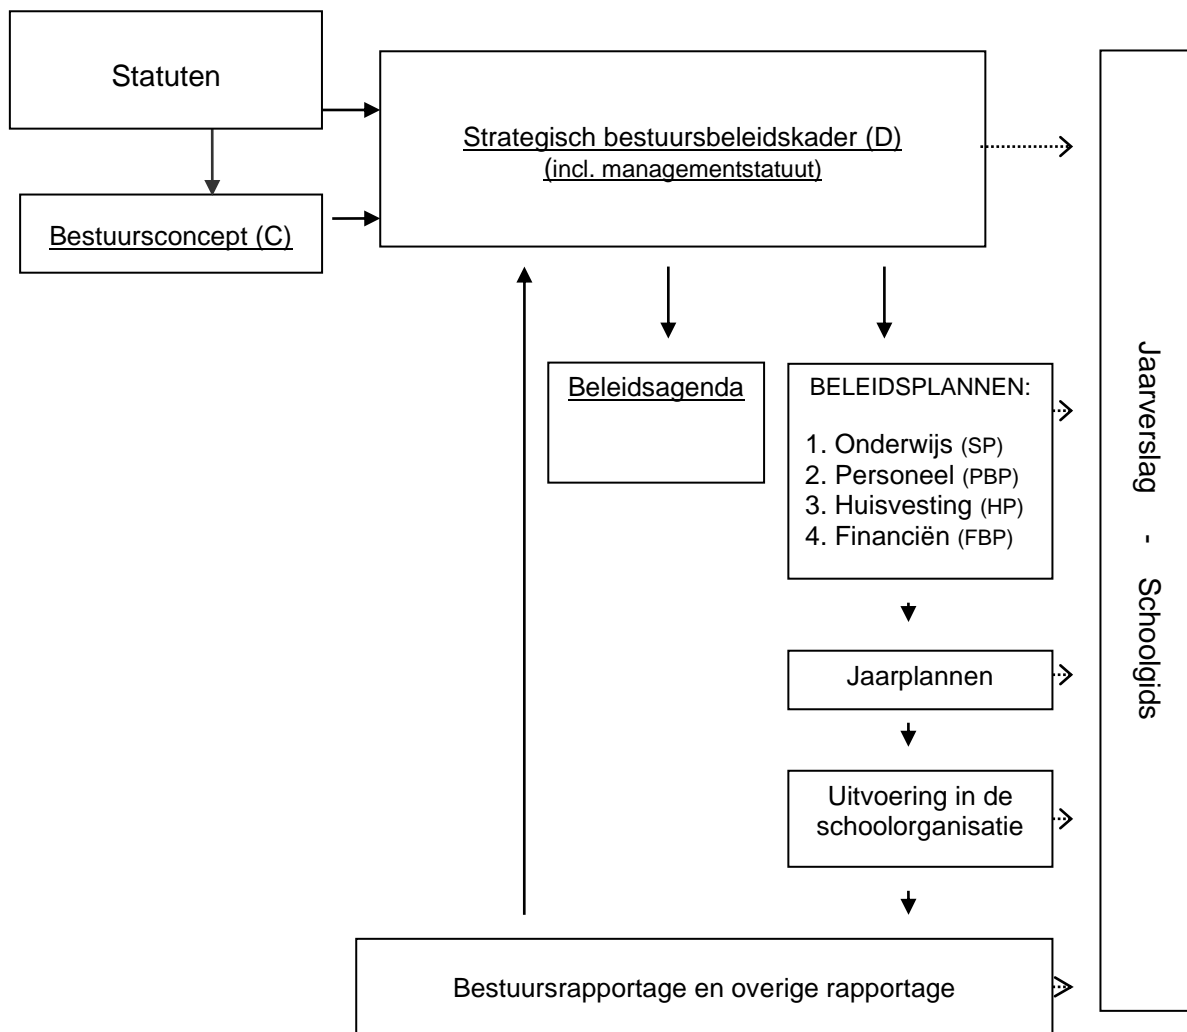 Statuten
Strategisch bestuursbeleidskader (D)
(incl. managementstatuut)
Bestuursconcept (C)
Beleidsagenda
BELEIDSPLANNEN:
1. Onderwijs (SP)
2. Personeel (PBP)
3. Huisvesting (HP)
4. Financiën (FBP)
Jaarplannen
Uitvoering in de
schoolorganisatie
Bestuursrapportage en overige rapportage
Jaarverslag - Schoolgids